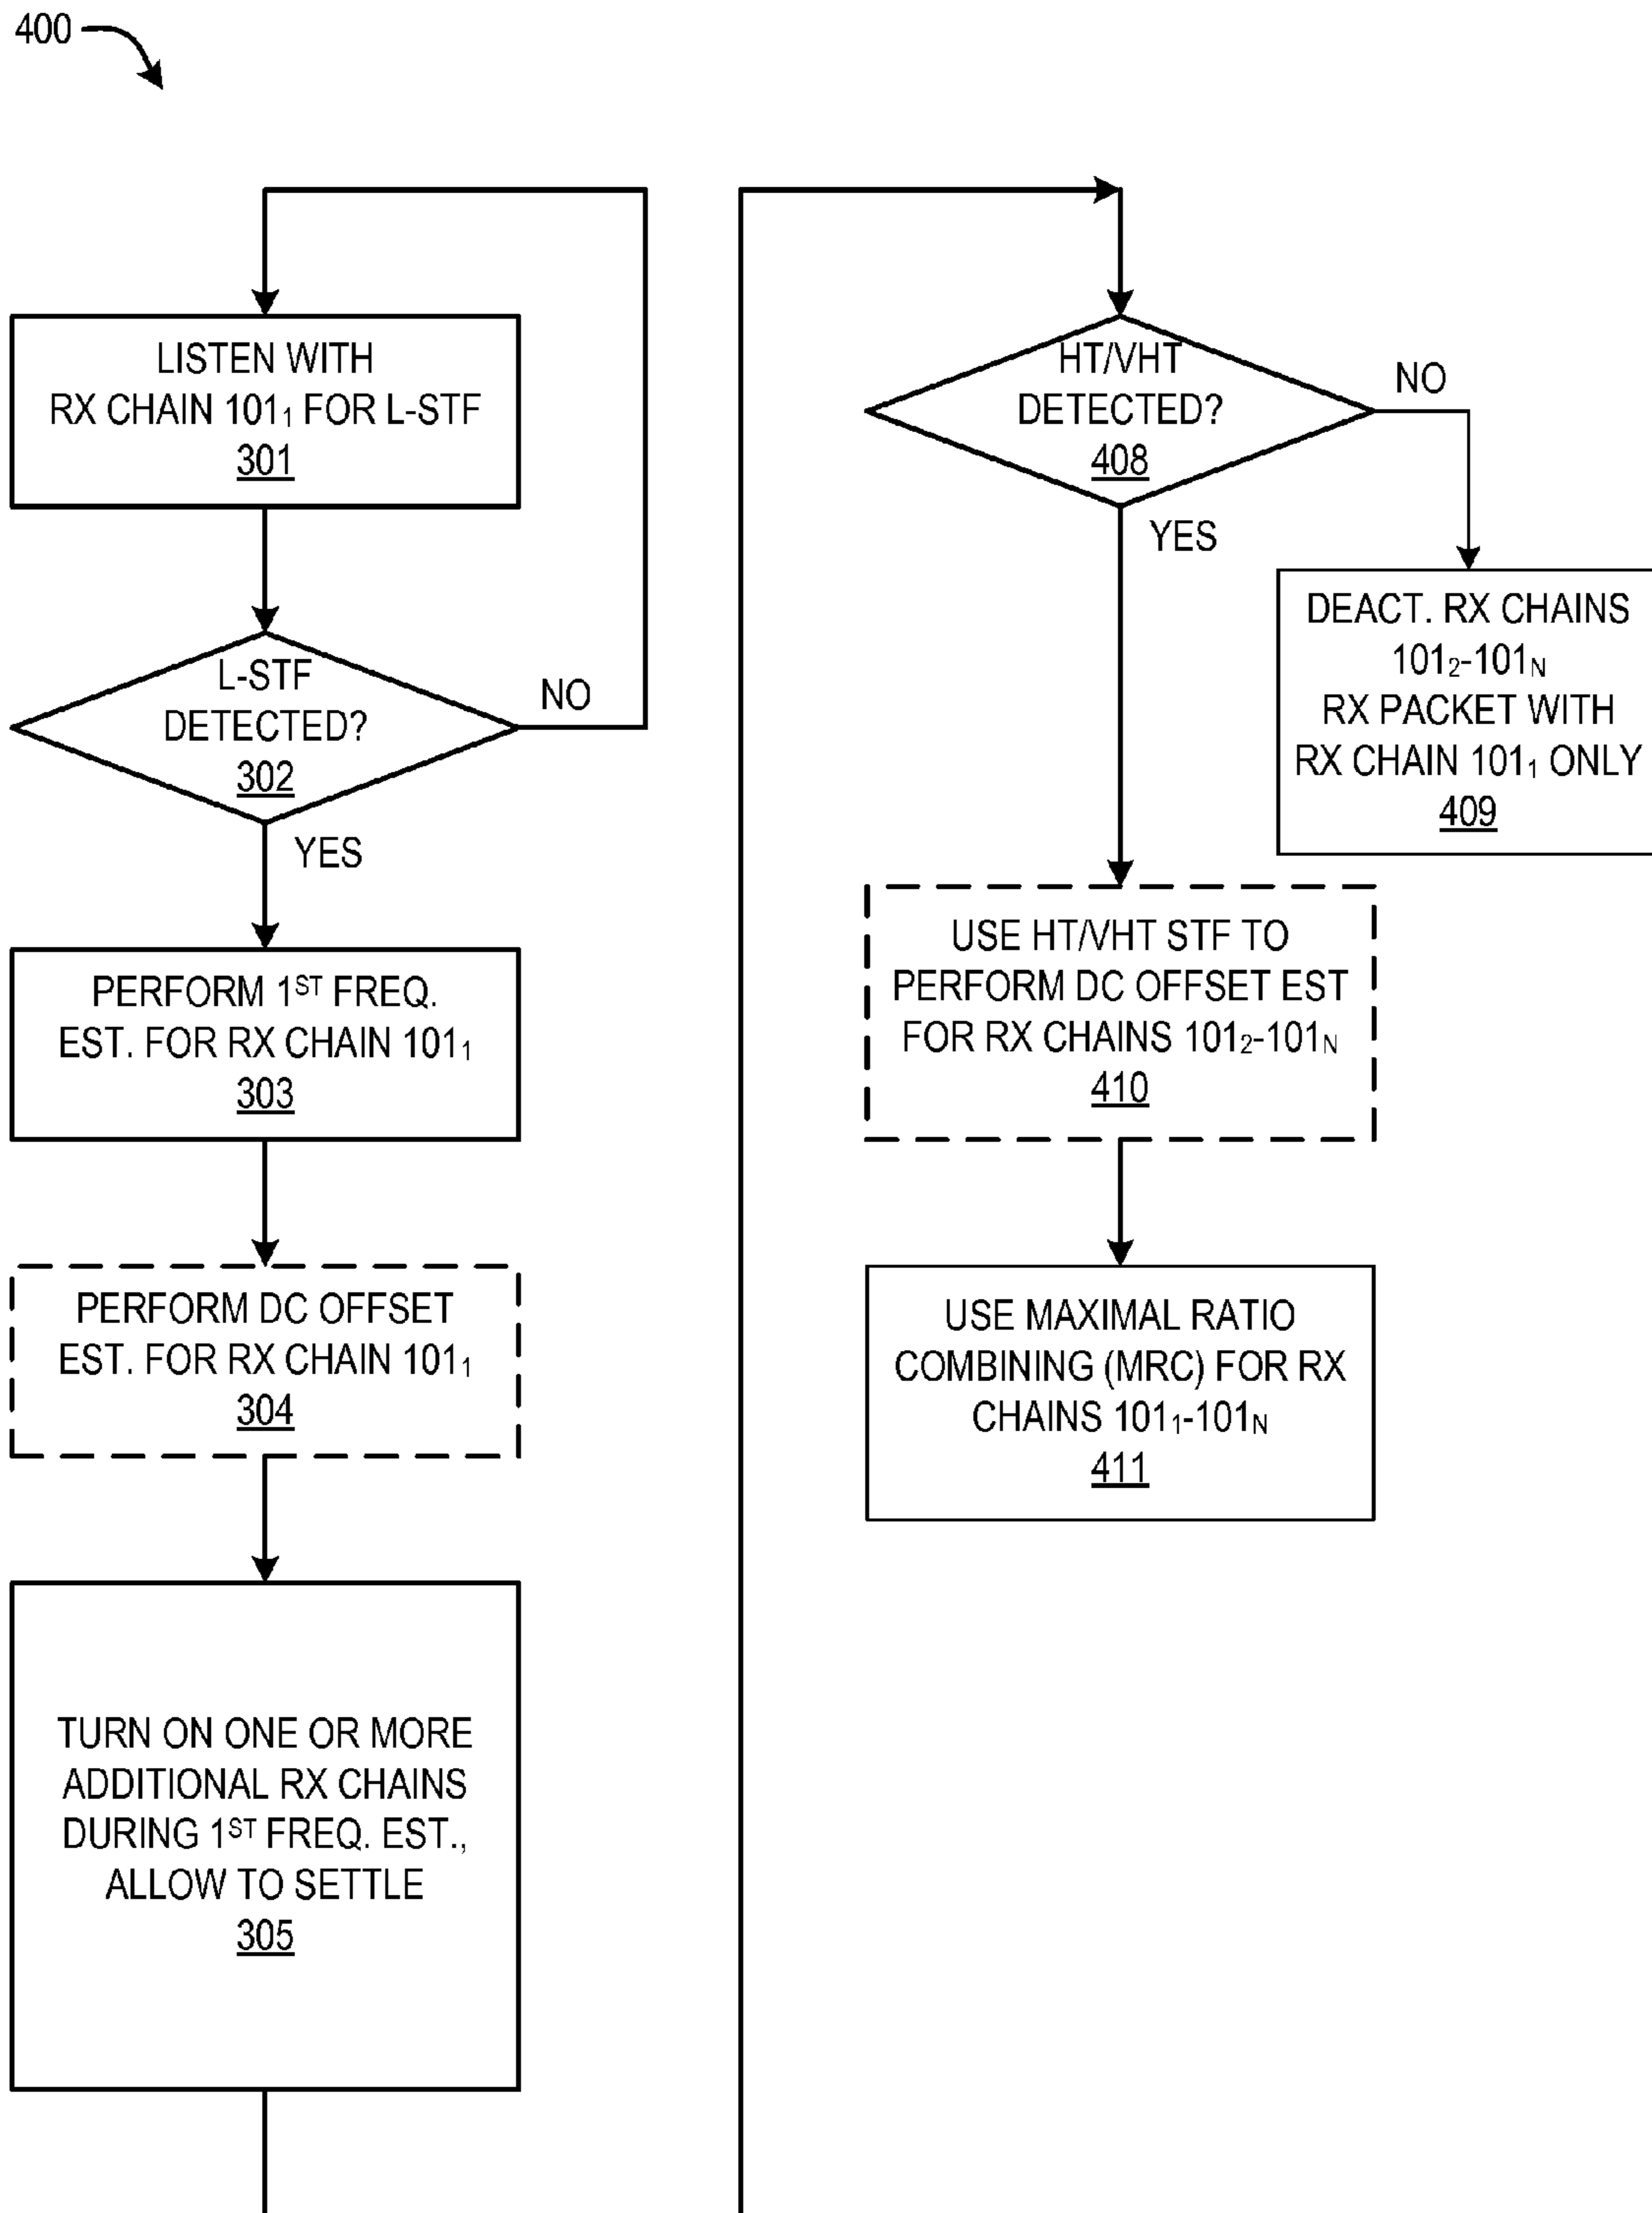 400
LISTEN WITH
RX CHAIN 101₁ FOR L-STF
301
L-STF
DETECTED?
302
NO
YES
PERFORM 1ST FREQ.
EST. FOR RX CHAIN 101₁
303
PERFORM DC OFFSET
EST. FOR RX CHAIN 101₁
304
TURN ON ONE OR MORE
ADDITIONAL RX CHAINS
DURING 1ST FREQ. EST.,
ALLOW TO SETTLE
305
HT/VHT
DETECTED?
408
NO
YES
DEACT. RX CHAINS
101₂-101N
RX PACKET WITH
RX CHAIN 101₁ ONLY
409
USE HT/VHT STF TO
PERFORM DC OFFSET EST
FOR RX CHAINS 101₂-101N
410
USE MAXIMAL RATIO
COMBINING (MRC) FOR RX
CHAINS 101₁-101N
411